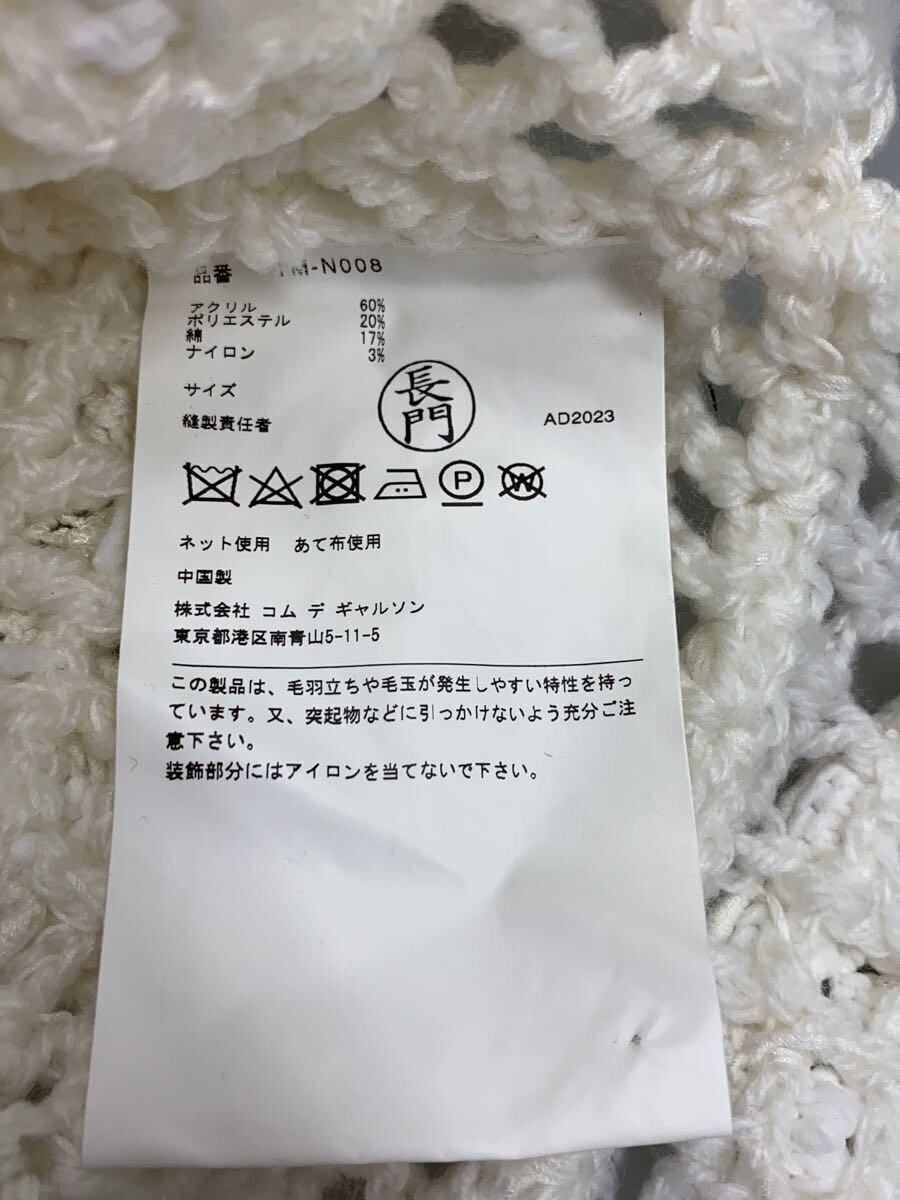 品番 TM-N008
アクリル 60%
ポリエステル 20%
綿 17%
ナイロン 3%
サイズ
縫製責任者 長門 AD2023
P W
ネット使用 あて布使用
中国製
株式会社 コム デ ギャルソン
東京都港区南青山5-11-5
この製品は、毛羽立ちや毛玉が発生しやすい特性を持っ
ています。又、突起物などに引っかけないよう充分ご注
意下さい。
装飾部分にはアイロンを当てないで下さい。